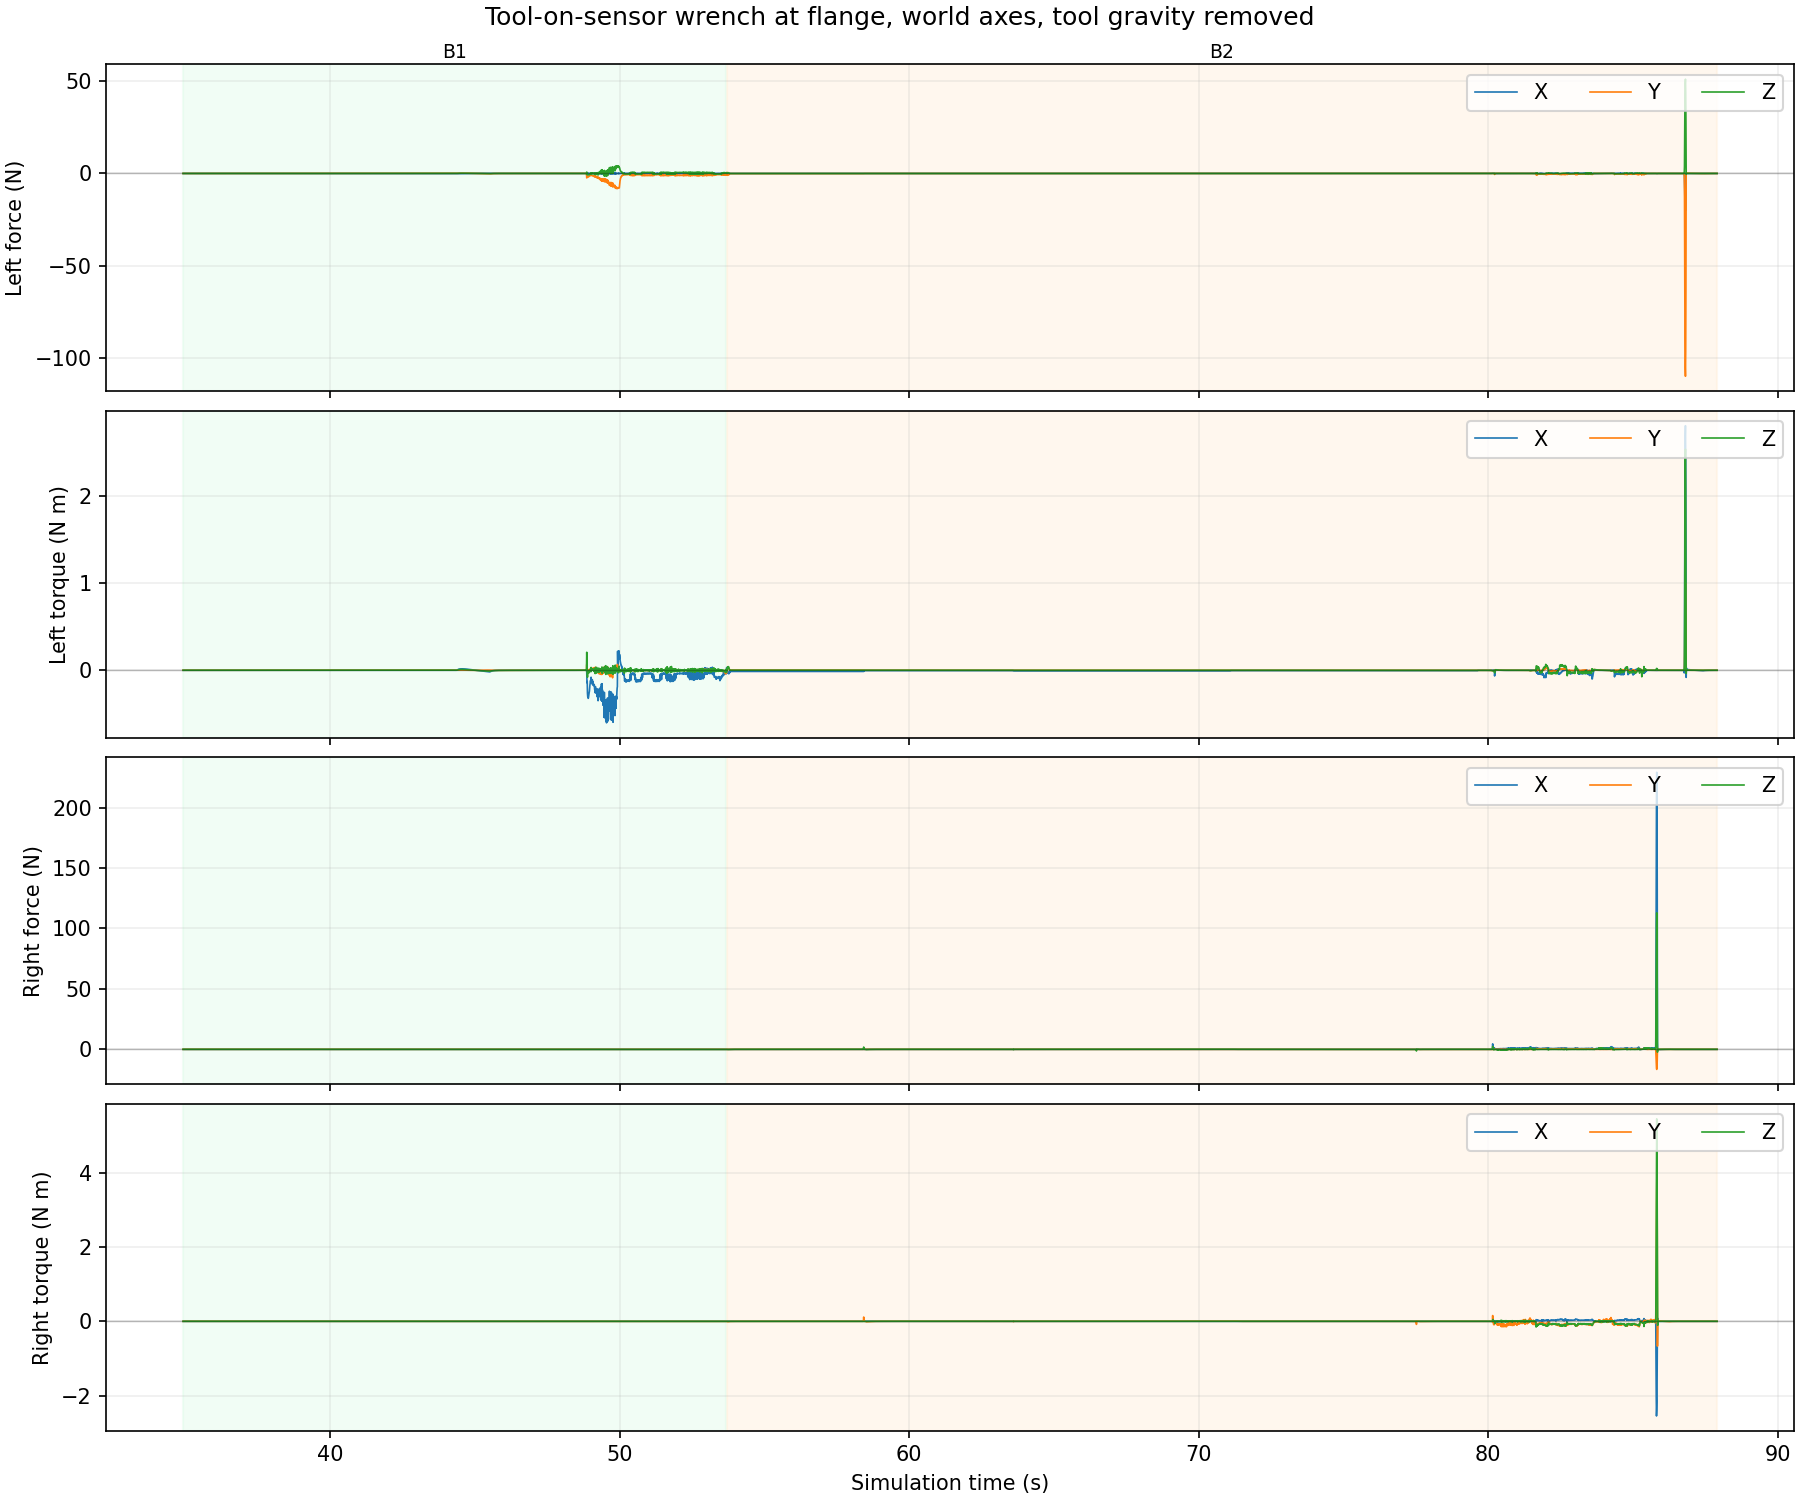 Tool-on-sensor wrench at flange, world axes, tool gravity removed
B1 B2
50
0
−50
−100
Left force (N)
X Y Z
2
1
0
Left torque (N m)
X Y Z
200
150
100
50
0
Right force (N)
X Y Z
4
2
0
−2
Right torque (N m)
X Y Z
40 50 60 70 80 90
Simulation time (s)